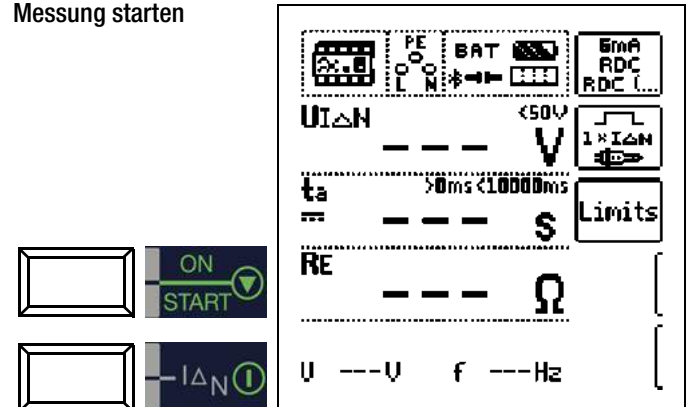 Messung starten
PE
L N
BAT
6mA
RDC
RDC (...
UI△N
<50V
--- V
1×I△N
ta
>0ms<10000ms
--- s
Limits
RE
--- Ω
ON
START
I△N
U ---V f ---Hz